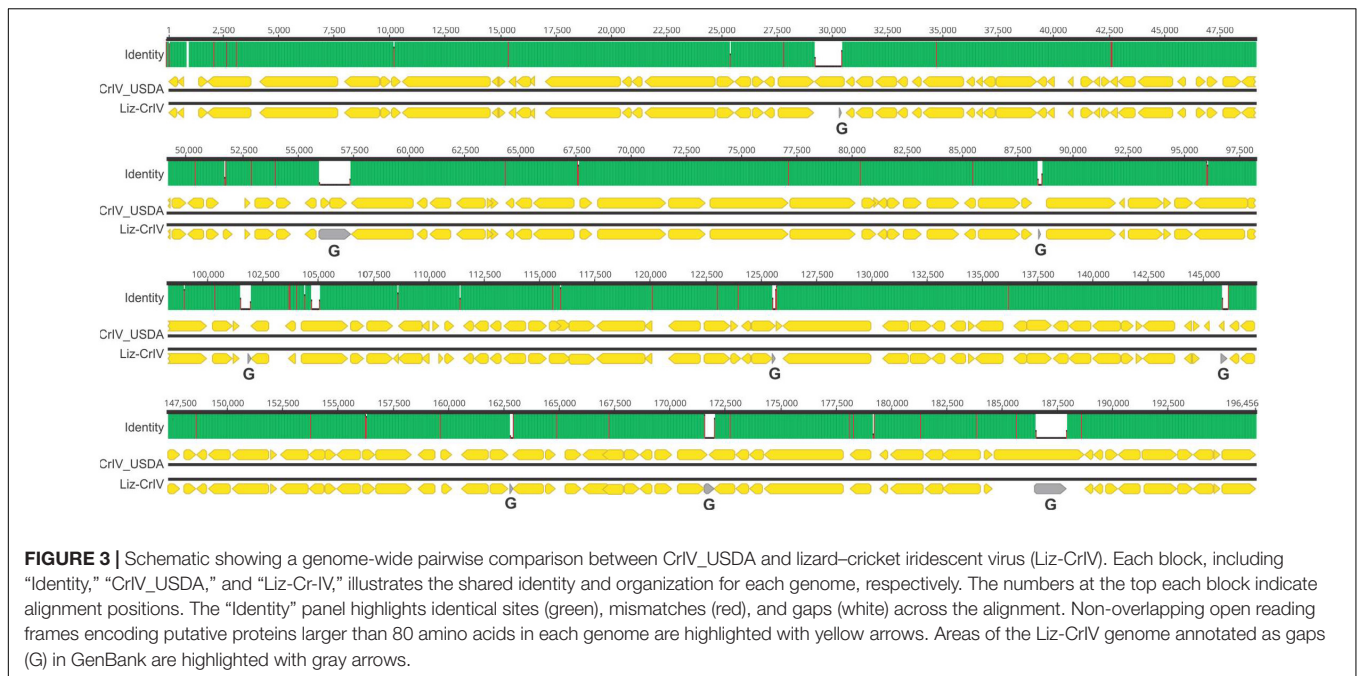 1 5,000 7,500 10,000 12,500 15,000 17,500 20,000 22,500 25,000 27,500 30,000 32,500 35,000 37,500 40,000 42,500 45,000 47,500
Identity
CrIV_USDA
Liz-CrIV
G
50,000 52,500 55,000 57,500 60,000 62,500 65,000 67,500 70,000 72,500 75,000 77,500 80,000 82,500 85,000 87,500 90,000 92,500 95,000 97,500
Identity
CrIV_USDA
Liz-CrIV
G G
100,000 102,500 105,000 107,500 110,000 112,500 115,000 117,500 120,000 122,500 125,000 127,500 130,000 132,500 135,000 137,500 140,000 142,500 145,000
Identity
CrIV_USDA
Liz-CrIV
G G G
147,500 150,000 152,500 155,000 157,500 160,000 162,500 165,000 167,500 170,000 172,500 175,000 177,500 180,000 182,500 185,000 187,500 190,000 192,500 196,456
Identity
CrIV_USDA
Liz-CrIV
G G G
FIGURE 3 | Schematic showing a genome-wide pairwise comparison between CrIV_USDA and lizard–cricket iridescent virus (Liz-CrIV). Each block, including
“Identity,” “CrIV_USDA,” and “Liz-Cr-IV,” illustrates the shared identity and organization for each genome, respectively. The numbers at the top each block indicate
alignment positions. The “Identity” panel highlights identical sites (green), mismatches (red), and gaps (white) across the alignment. Non-overlapping open reading
frames encoding putative proteins larger than 80 amino acids in each genome are highlighted with yellow arrows. Areas of the Liz-CrIV genome annotated as gaps
(G) in GenBank are highlighted with gray arrows.